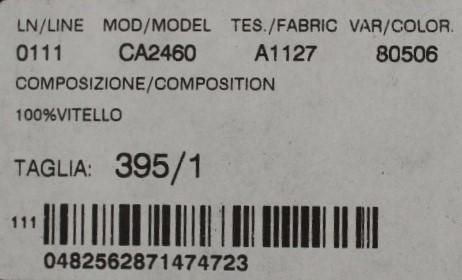 LN/LINE MOD/MODEL TES./FABRIC VAR/COLOR.
0111 CA2460 A1127 80506
COMPOSIZIONE/COMPOSITION
100%VITELLO
TAGLIA: 395/1
111
0482562871474723